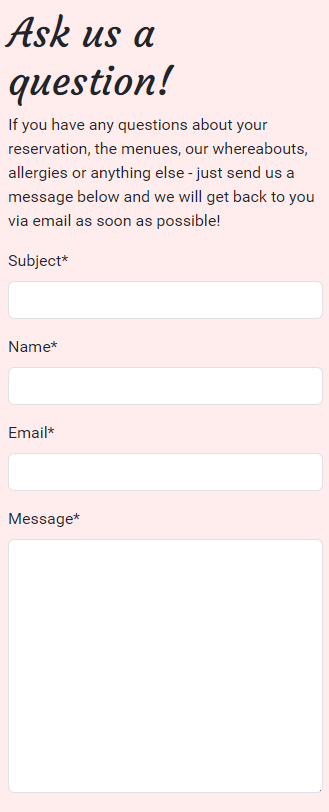 Ask us a
question!
If you have any questions about your
reservation, the menues, our whereabouts,
allergies or anything else - just send us a
message below and we will get back to you
via email as soon as possible!
Subject*
Name*
Email*
Message*